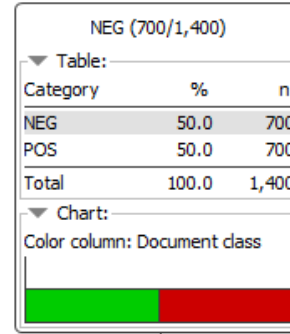 NEG (700/1,400)
Table:
Category % n
NEG 50.0 700
POS 50.0 700
Total 100.0 1,400
Chart:
Color column: Document class